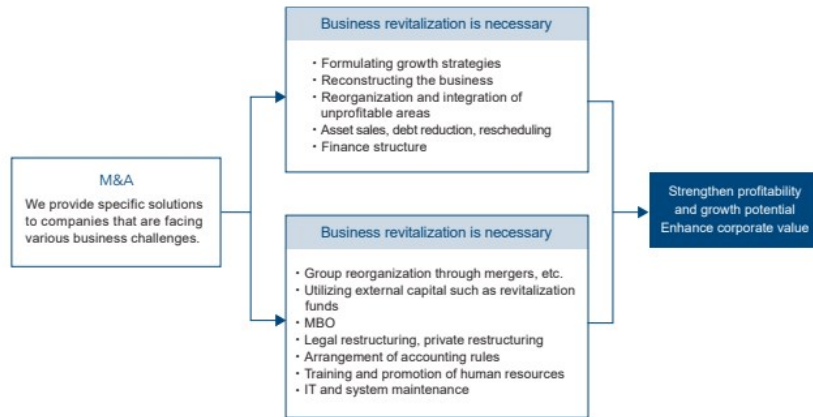 M&A
We provide specific solutions
to companies that are facing
various business challenges.
Business revitalization is necessary
・Formulating growth strategies
・Reconstructing the business
・Reorganization and integration of
unprofitable areas
・Asset sales, debt reduction, rescheduling
・Finance structure
Business revitalization is necessary
・Group reorganization through mergers, etc.
・Utilizing external capital such as revitalization
funds
・MBO
・Legal restructuring, private restructuring
・Arrangement of accounting rules
・Training and promotion of human resources
・IT and system maintenance
Strengthen profitability
and growth potential
Enhance corporate value